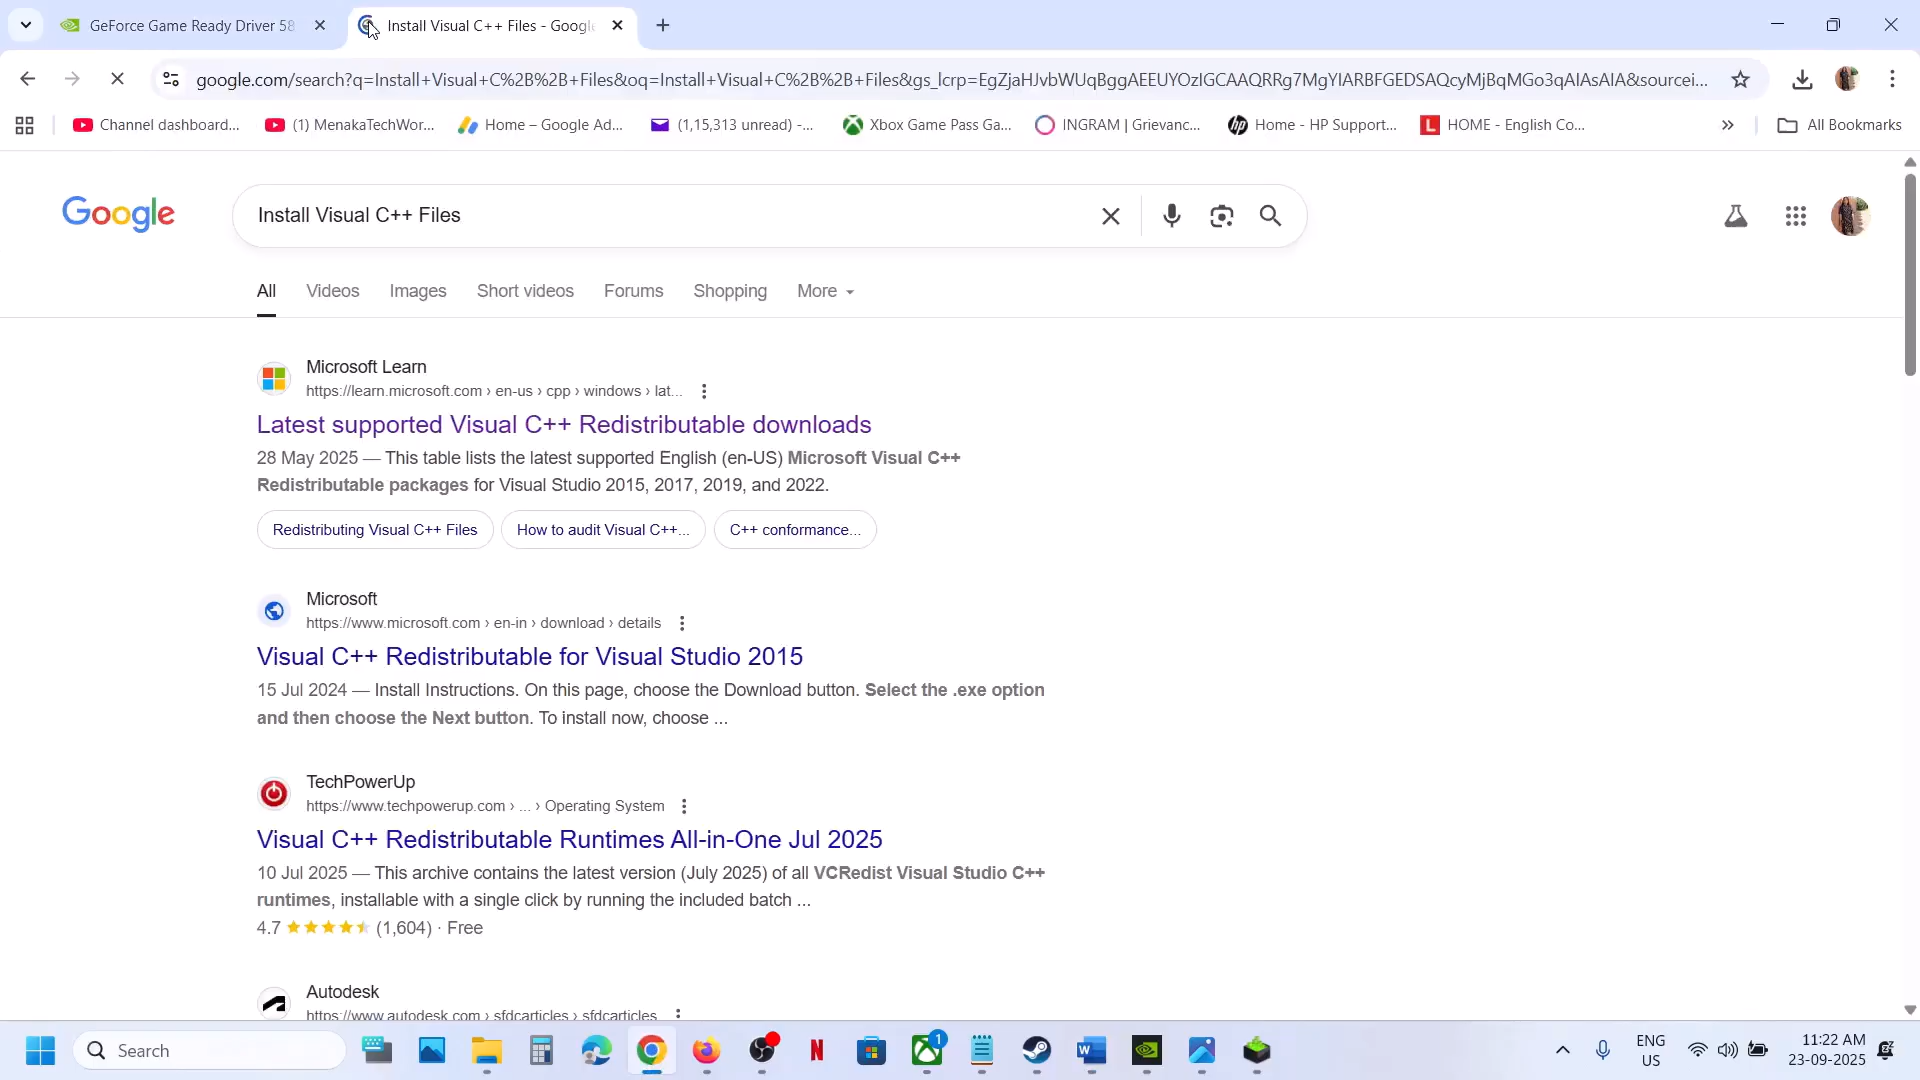 GeForce Game Ready Driver 58
Install Visual C++ Files - Google
google.com/search?q=Install+Visual+C%2B%2B+Files&oq=Install+Visual+C%2B%2B+Files&gs_lcrp=EgZjaHJvbWUqBggAEEUYOzIGCAAQRRg7MgYIARBFGEDSAQcyMjBqMGo3qAIAsAIA&sourcei...
Channel dashboard...
(1) MenakaTechWor...
Home – Google Ad...
(1,15,313 unread) -...
Xbox Game Pass Ga...
INGRAM | Grievanc...
Home - HP Support...
HOME - English Co...
All Bookmarks
Google
Install Visual C++ Files
All
Videos
Images
Short videos
Forums
Shopping
More
Microsoft Learn
https://learn.microsoft.com › en-us › cpp › windows › lat...
Latest supported Visual C++ Redistributable downloads
28 May 2025 — This table lists the latest supported English (en-US) Microsoft Visual C++
Redistributable packages for Visual Studio 2015, 2017, 2019, and 2022.
Redistributing Visual C++ Files
How to audit Visual C++...
C++ conformance...
Microsoft
https://www.microsoft.com › en-in › download › details
Visual C++ Redistributable for Visual Studio 2015
15 Jul 2024 — Install Instructions. On this page, choose the Download button. Select the .exe option
and then choose the Next button. To install now, choose ...
TechPowerUp
https://www.techpowerup.com › ... › Operating System
Visual C++ Redistributable Runtimes All-in-One Jul 2025
10 Jul 2025 — This archive contains the latest version (July 2025) of all VCRedist Visual Studio C++
runtimes, installable with a single click by running the included batch ...
4.7 (1,604) · Free
Autodesk
https://www.autodesk.com › sfdcarticles › sfdcarticles
Search
1
ENG
US
11:22 AM
23-09-2025